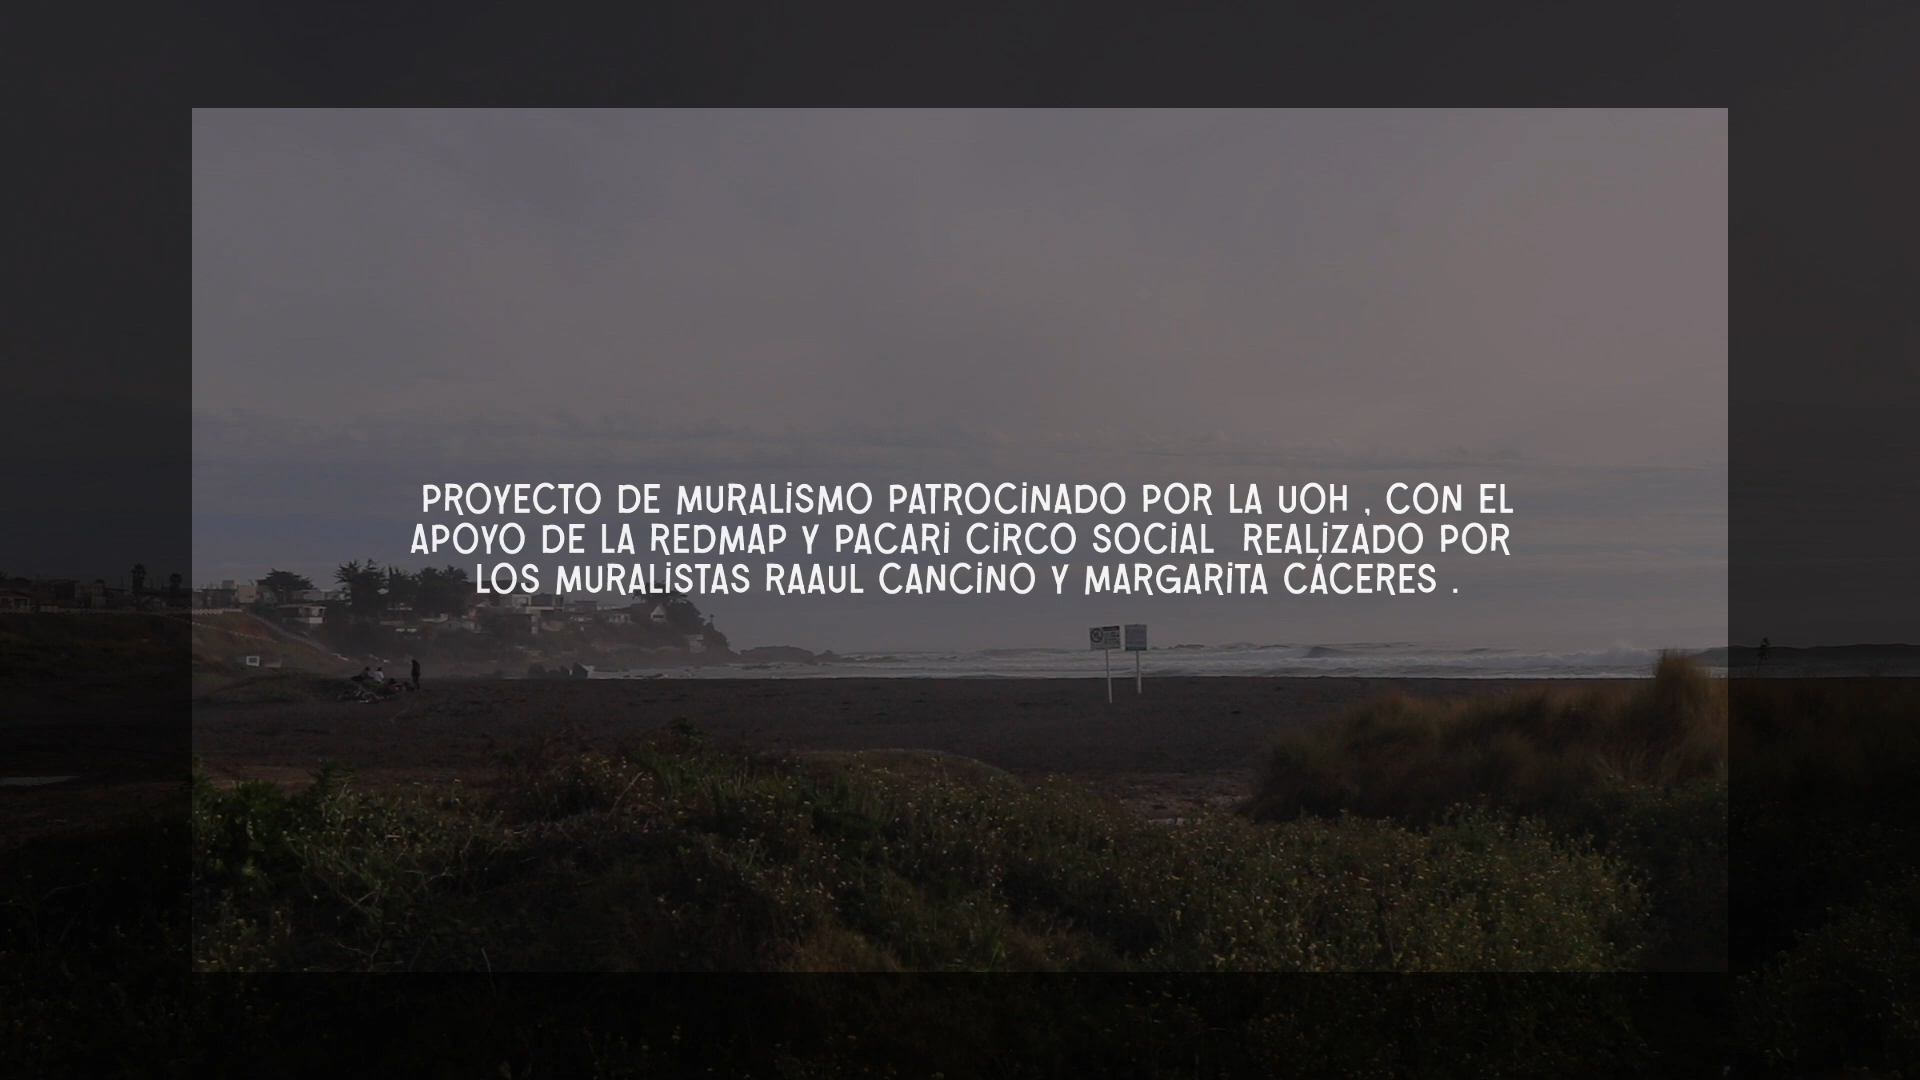 PROYECTO DE MURALiSMO PATROCiNADO POR LA UOH , CON EL
APOYO DE LA REDMAP Y PACARi CiRCO SOCiAL  REALiZADO POR
LOS MURALiSTAS RAAUL CANCiNO Y MARGARiTA CÁCERES .